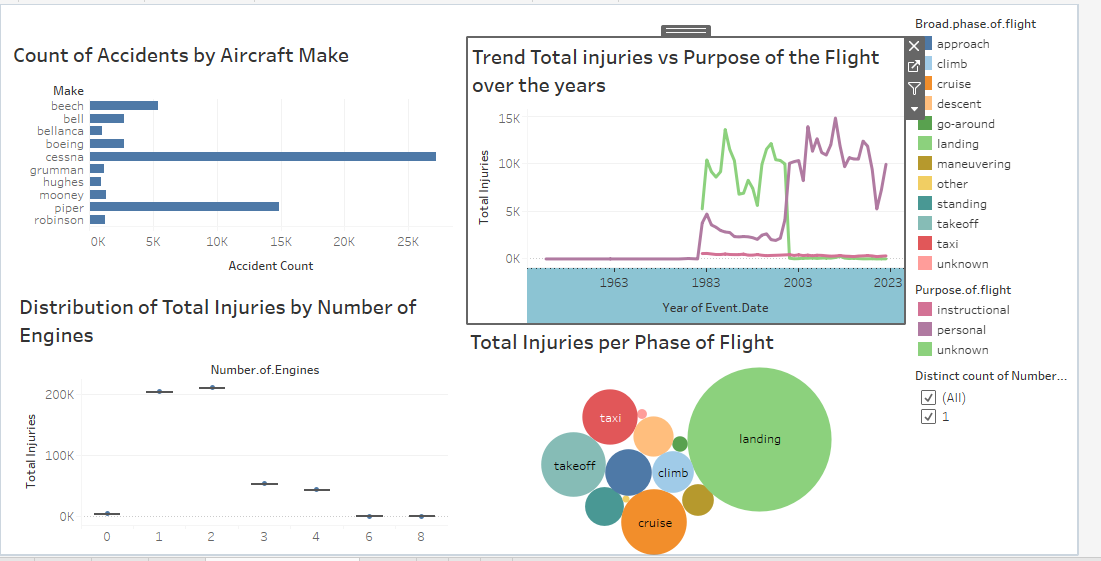 Count of Accidents by Aircraft Make
Make
beech
bell
bellanca
boeing
cessna
grumman
hughes
mooney
piper
robinson
0K 5K 10K 15K 20K 25K
Accident Count
Trend Total injuries vs Purpose of the Flight
over the years
Total Injuries
15K
10K
5K
0K
1963 1983 2003 2023
Year of Event.Date
Distribution of Total Injuries by Number of
Engines
Number.of.Engines
Total Injuries
200K
100K
0K
0 1 2 3 4 6 8
Total Injuries per Phase of Flight
taxi
landing
takeoff
climb
cruise
Broad.phase.of.flight
approach
climb
cruise
descent
go-around
landing
maneuvering
other
standing
takeoff
taxi
unknown
Purpose.of.flight
instructional
personal
unknown
Distinct count of Number...
(All)
1